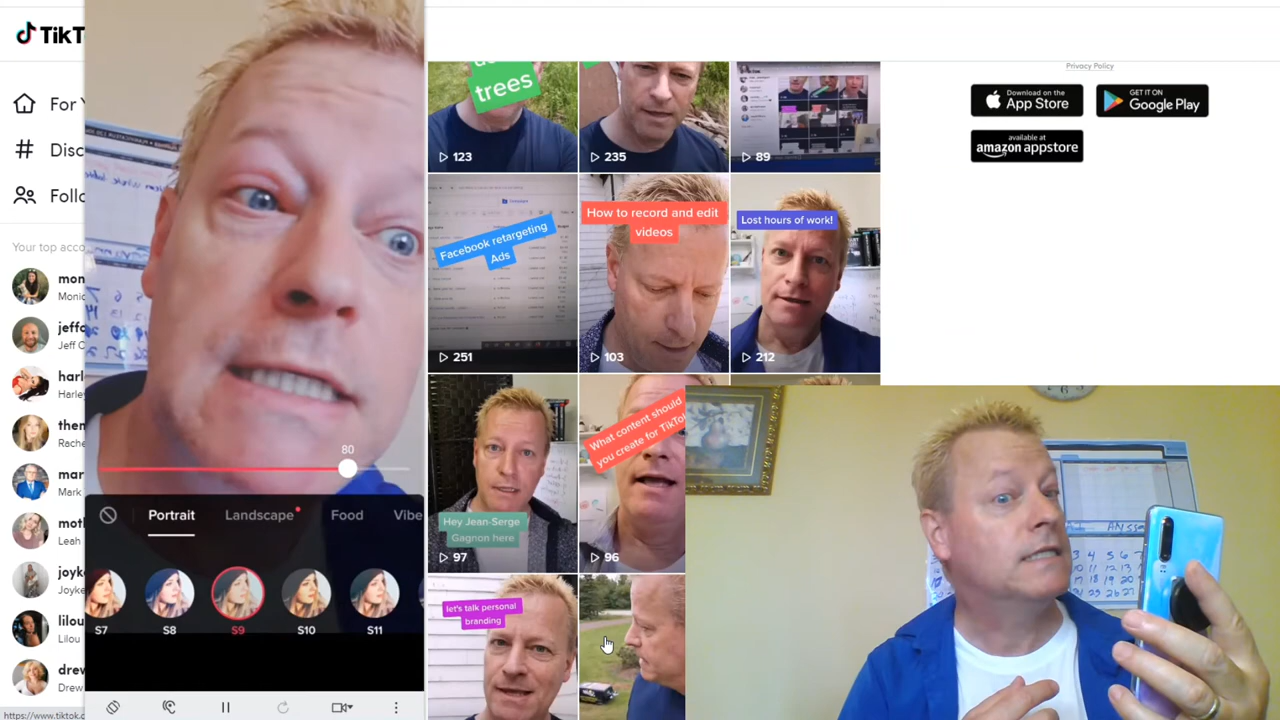 TikT
For Y
Disc
Follo
Your top acco
mon
Monic
jeffc
Jeff C
harl
Harley
then
Rache
mar
Mark
motl
Leah
joyke
Joyke
lilou
Lilou
drew
Drew
https://www.tiktok.c
80
Portrait
Landscape
Food
Vibe
S7
S8
S9
S10
S11
trees
123
235
89
Facebook retargeting
Ads
251
How to record and edit
videos
103
Lost hours of work!
212
Hey Jean-Serge
Gagnon here
97
What content should
you create for TikTok
96
let's talk personal
branding
Privacy Policy
Download on the
App Store
GET IT ON
Google Play
available at
amazon appstore